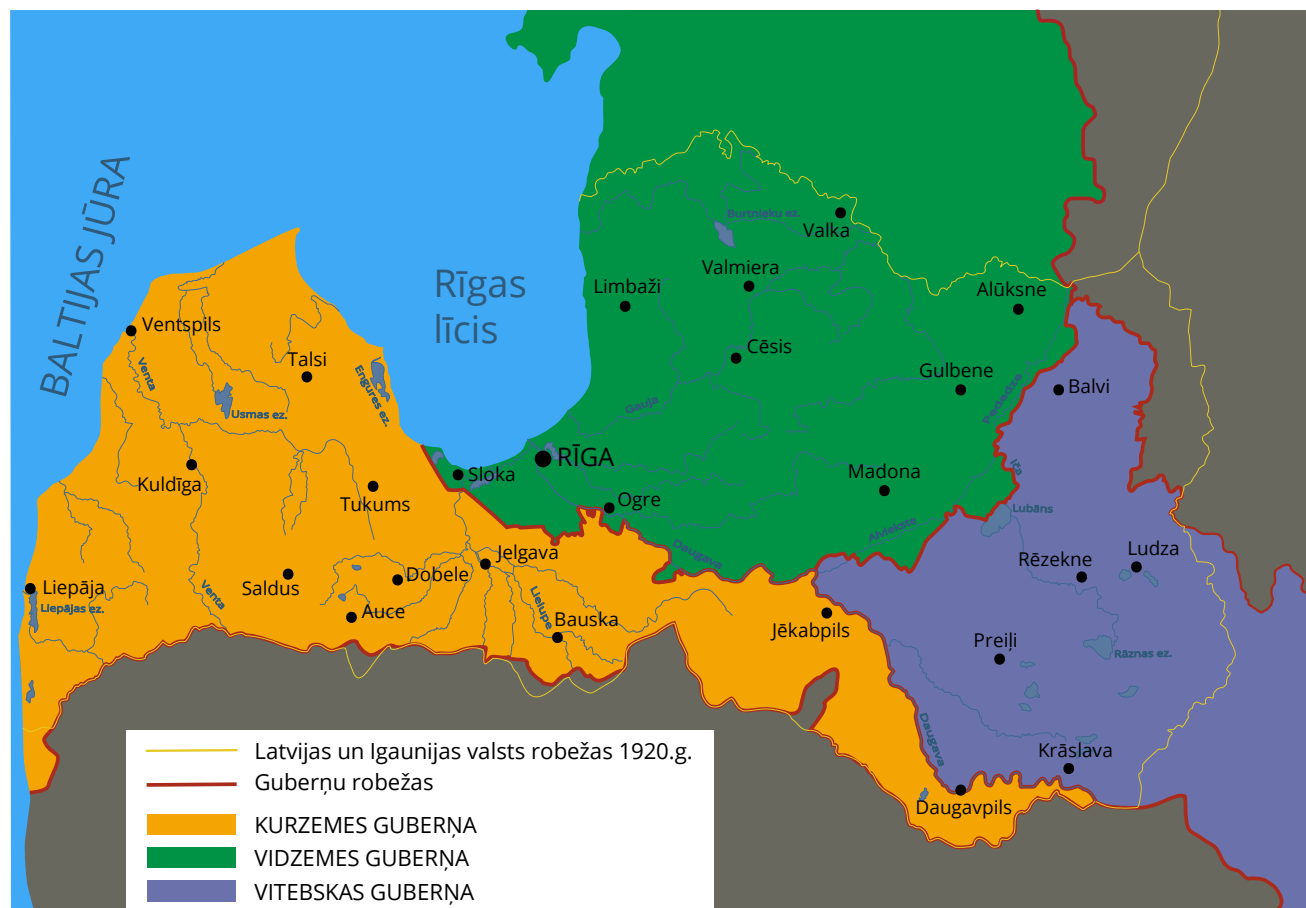 BALTIJAS JŪRA
Rīgas
līcis
Burtnieku ez.
Valka
Valmiera
Limbaži
Alūksne
Ventspils
Cēsis
Talsi
Venta
Engures ez.
Gulbene
Balvi
Pededze
Usmas ez.
Gauja
RĪGA
Sloka
Iča
Madona
Kuldīga
Tukums
Ogre
Lubāns
Aiviekste
Daugava
Jelgava
Rēzekne
Ludza
Liepāja
Saldus
Dobele
Liepājas ez.
Venta
Auce
Lielupe
Bauska
Jēkabpils
Preiļi
Rāznas ez.
Daugava
Krāslava
Daugavpils
Latvijas un Igaunijas valsts robežas 1920.g.
Guberņu robežas
KURZEMES GUBERŅA
VIDZEMES GUBERŅA
VITEBSKAS GUBERŅA